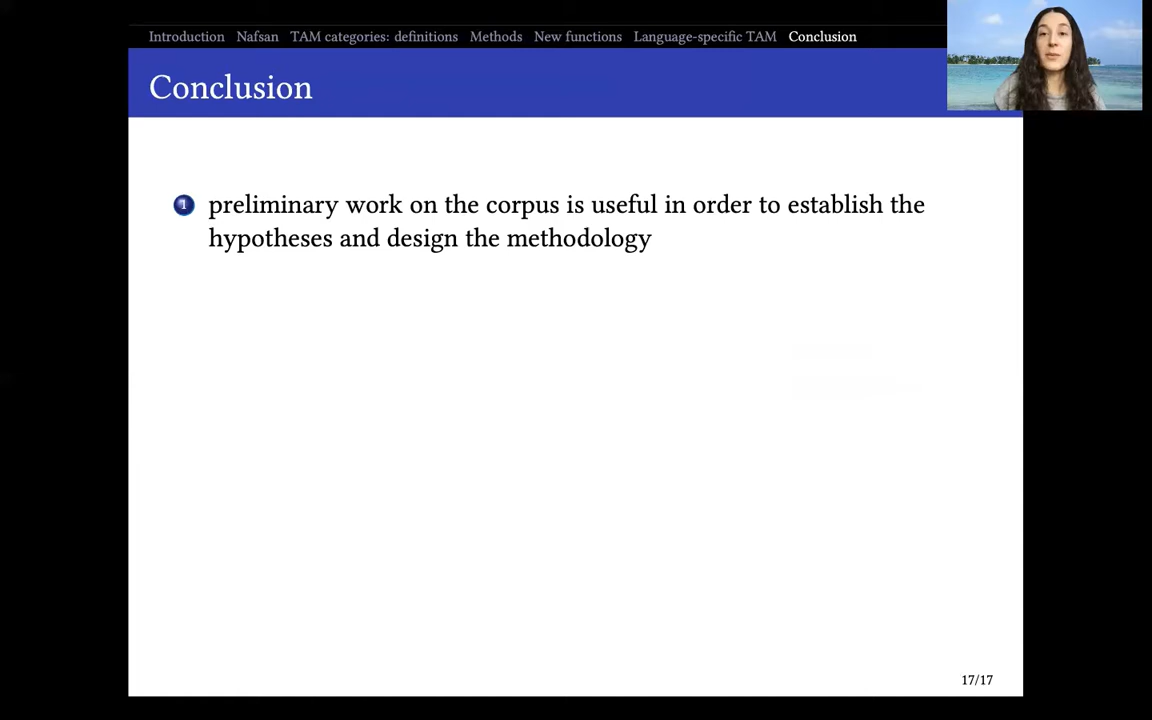 Introduction Nafsan TAM categories: definitions Methods New functions Language-specific TAM Conclusion
Conclusion
1 preliminary work on the corpus is useful in order to establish the
hypotheses and design the methodology
17/17